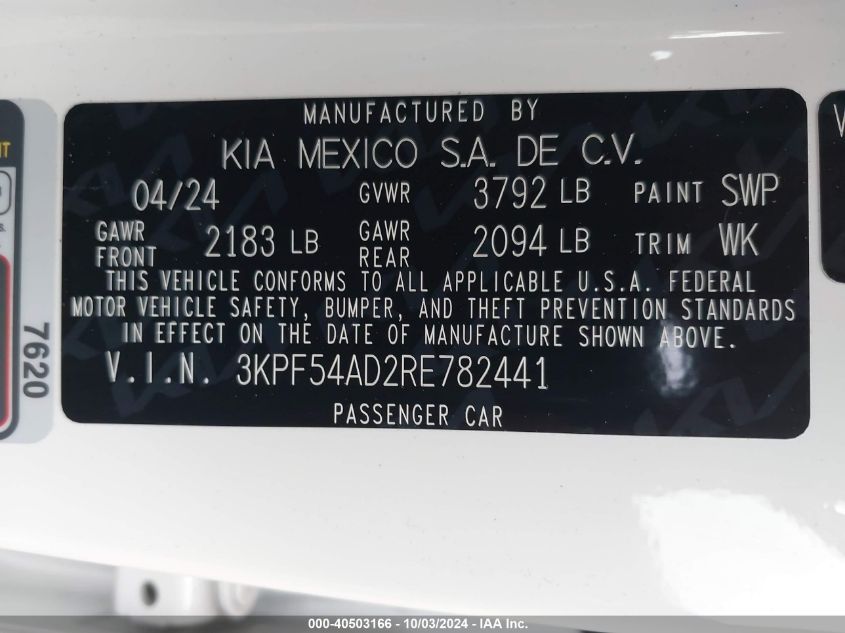 MANUFACTURED BY
KIA MEXICO S.A. DE C.V.
04/24 GVWR 3792 LB PAINT SWP
GAWR FRONT 2183 LB GAWR REAR 2094 LB TRIM WK
THIS VEHICLE CONFORMS TO ALL APPLICABLE U.S.A. FEDERAL
MOTOR VEHICLE SAFETY, BUMPER, AND THEFT PREVENTION STANDARDS
IN EFFECT ON THE DATE OF MANUFACTURE SHOWN ABOVE.
V.I.N. 3KPF54AD2RE782441
PASSENGER CAR
7620
000-40503166 - 10/03/2024 - IAA Inc.